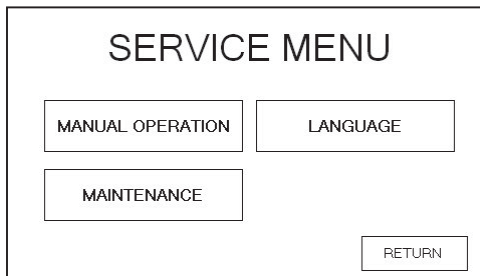 SERVICE MENU
MANUAL OPERATION
LANGUAGE
MAINTENANCE
RETURN